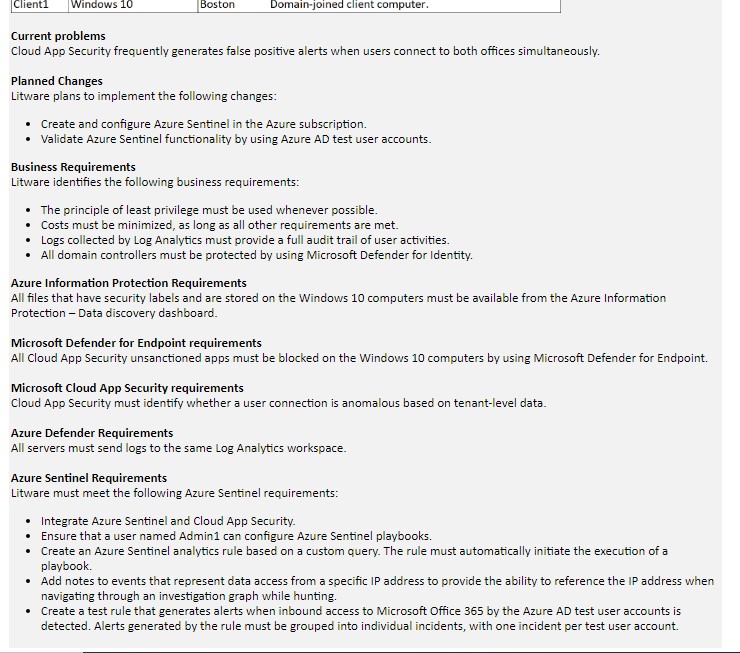 Client1 Windows 10 Boston Domain-joined client computer.
Current problems
Cloud App Security frequently generates false positive alerts when users connect to both offices simultaneously.
Planned Changes
Litware plans to implement the following changes:
• Create and configure Azure Sentinel in the Azure subscription.
• Validate Azure Sentinel functionality by using Azure AD test user accounts.
Business Requirements
Litware identifies the following business requirements:
• The principle of least privilege must be used whenever possible.
• Costs must be minimized, as long as all other requirements are met.
• Logs collected by Log Analytics must provide a full audit trail of user activities.
• All domain controllers must be protected by using Microsoft Defender for Identity.
Azure Information Protection Requirements
All files that have security labels and are stored on the Windows 10 computers must be available from the Azure Information
Protection – Data discovery dashboard.
Microsoft Defender for Endpoint requirements
All Cloud App Security unsanctioned apps must be blocked on the Windows 10 computers by using Microsoft Defender for Endpoint.
Microsoft Cloud App Security requirements
Cloud App Security must identify whether a user connection is anomalous based on tenant-level data.
Azure Defender Requirements
All servers must send logs to the same Log Analytics workspace.
Azure Sentinel Requirements
Litware must meet the following Azure Sentinel requirements:
• Integrate Azure Sentinel and Cloud App Security.
• Ensure that a user named Admin1 can configure Azure Sentinel playbooks.
• Create an Azure Sentinel analytics rule based on a custom query. The rule must automatically initiate the execution of a
playbook.
• Add notes to events that represent data access from a specific IP address to provide the ability to reference the IP address when
navigating through an investigation graph while hunting.
• Create a test rule that generates alerts when inbound access to Microsoft Office 365 by the Azure AD test user accounts is
detected. Alerts generated by the rule must be grouped into individual incidents, with one incident per test user account.